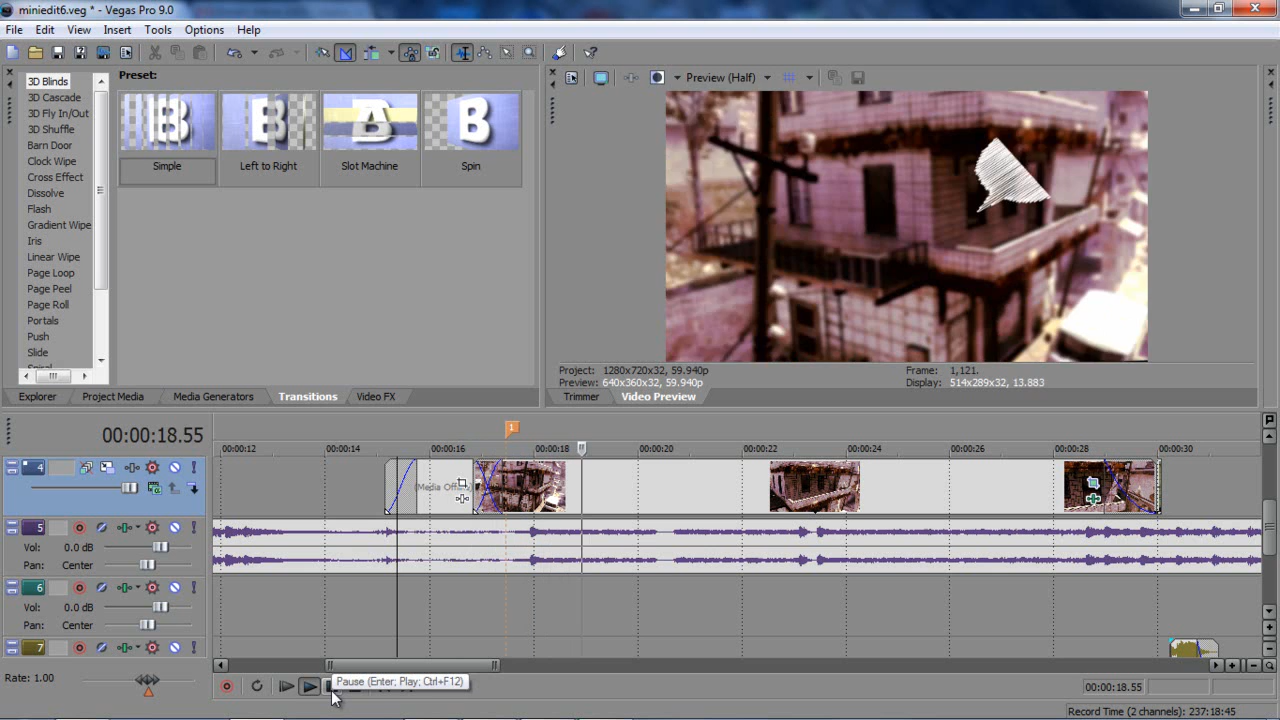 miniedit6.veg * - Vegas Pro 9.0
File Edit View Insert Tools Options Help
3D Blinds
3D Cascade
3D Fly In/Out
3D Shuffle
Barn Door
Clock Wipe
Cross Effect
Dissolve
Flash
Gradient Wipe
Iris
Linear Wipe
Page Loop
Page Peel
Page Roll
Portals
Push
Slide
Preset:
B B A B
Simple Left to Right Slot Machine Spin
Preview (Half)
Project: 1280x720x32, 59.940p
Preview: 640x360x32, 59.940p
Frame: 1,121.
Display: 514x289x32, 13.883
Explorer Project Media Media Generators Transitions Video FX
Trimmer Video Preview
00:00:18.55
1
00:00:12 00:00:14 00:00:16 00:00:18 00:00:20 00:00:22 00:00:24 00:00:26 00:00:28 00:00:30
4
(Media Offl
5
Vol: 0.0 dB
Pan: Center
6
Vol: 0.0 dB
Pan: Center
7
Rate: 1.00
Pause (Enter; Play; Ctrl+F12)
00:00:18.55
Record Time (2 channels): 237:18:45